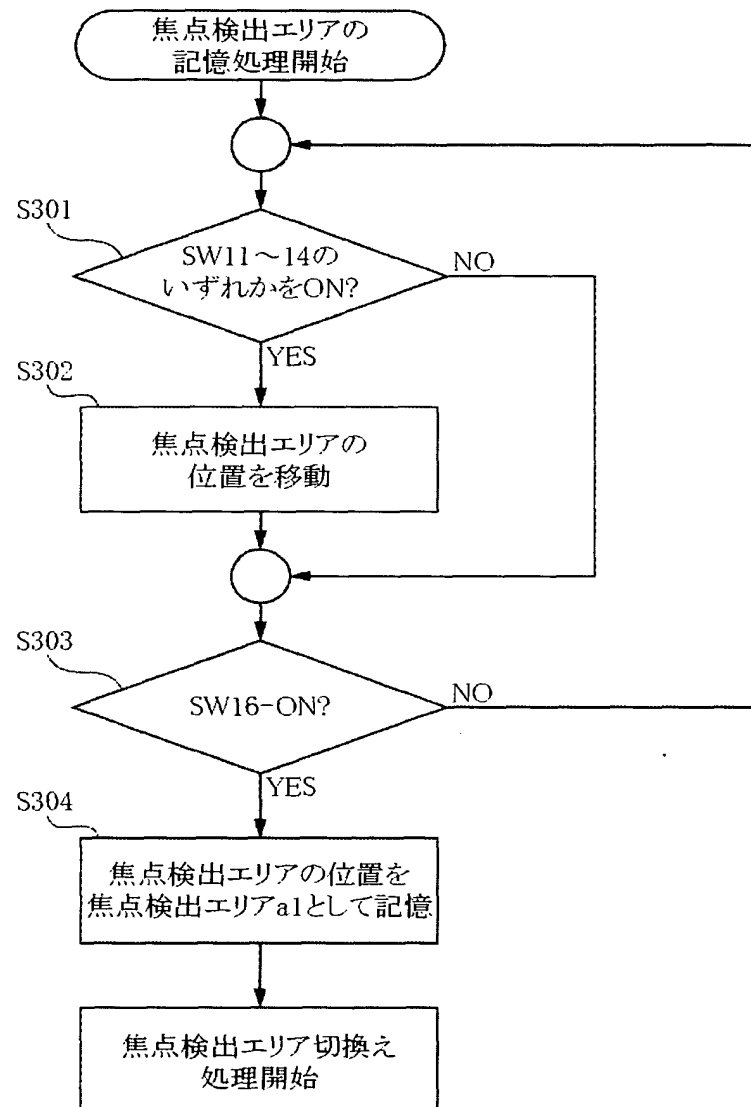 焦点検出エリアの
記憶処理開始
S301
SW11～14の
いずれかをON?
NO
YES
S302
焦点検出エリアの
位置を移動
S303
SW16-ON?
NO
YES
S304
焦点検出エリアの位置を
焦点検出エリアa1として記憶
焦点検出エリア切換え
処理開始